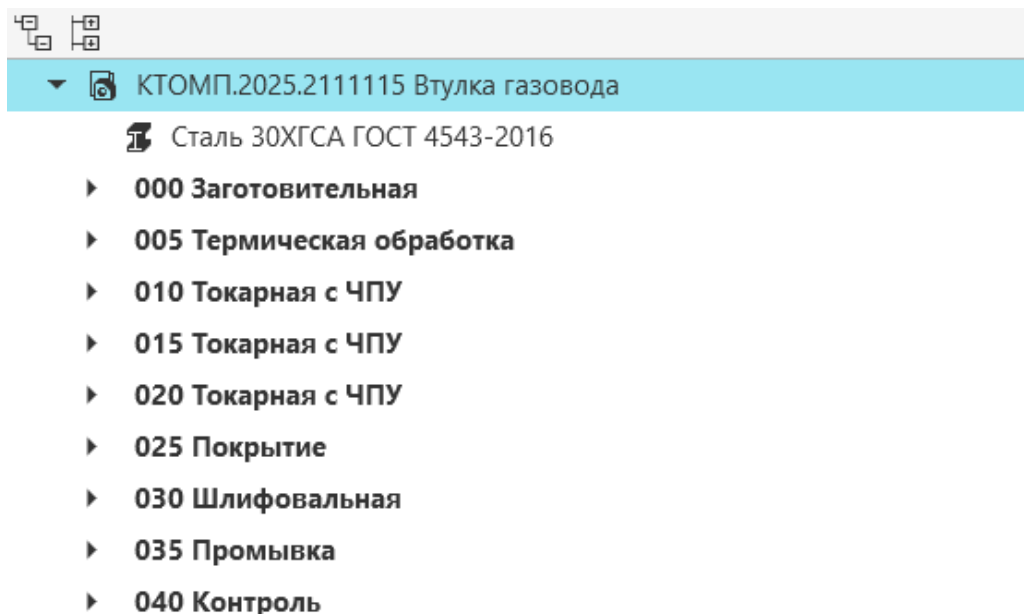 КТОМП.2025.2111115 Втулка газовода
Сталь 30ХГСА ГОСТ 4543-2016
000 Заготовительная
005 Термическая обработка
010 Токарная с ЧПУ
015 Токарная с ЧПУ
020 Токарная с ЧПУ
025 Покрытие
030 Шлифовальная
035 Промывка
040 Контроль